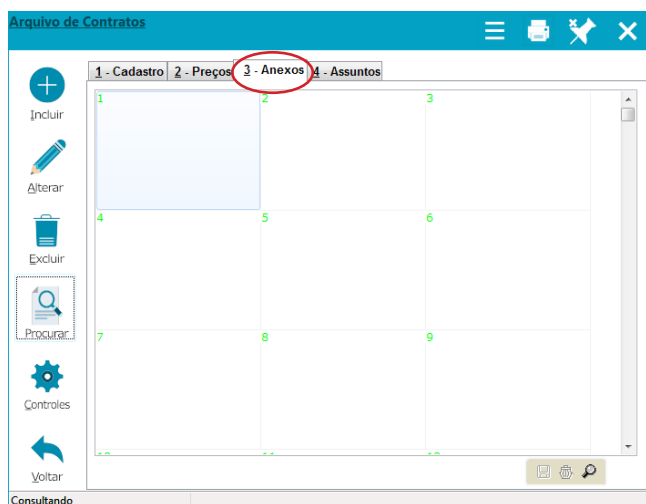 Arquivo de Contratos
1 - Cadastro 2 - Preços 3 - Anexos 4 - Assuntos
Incluir
Alterar
Excluir
Procurar
Controles
Voltar
1 2 3
4 5 6
7 8 9
Consultando